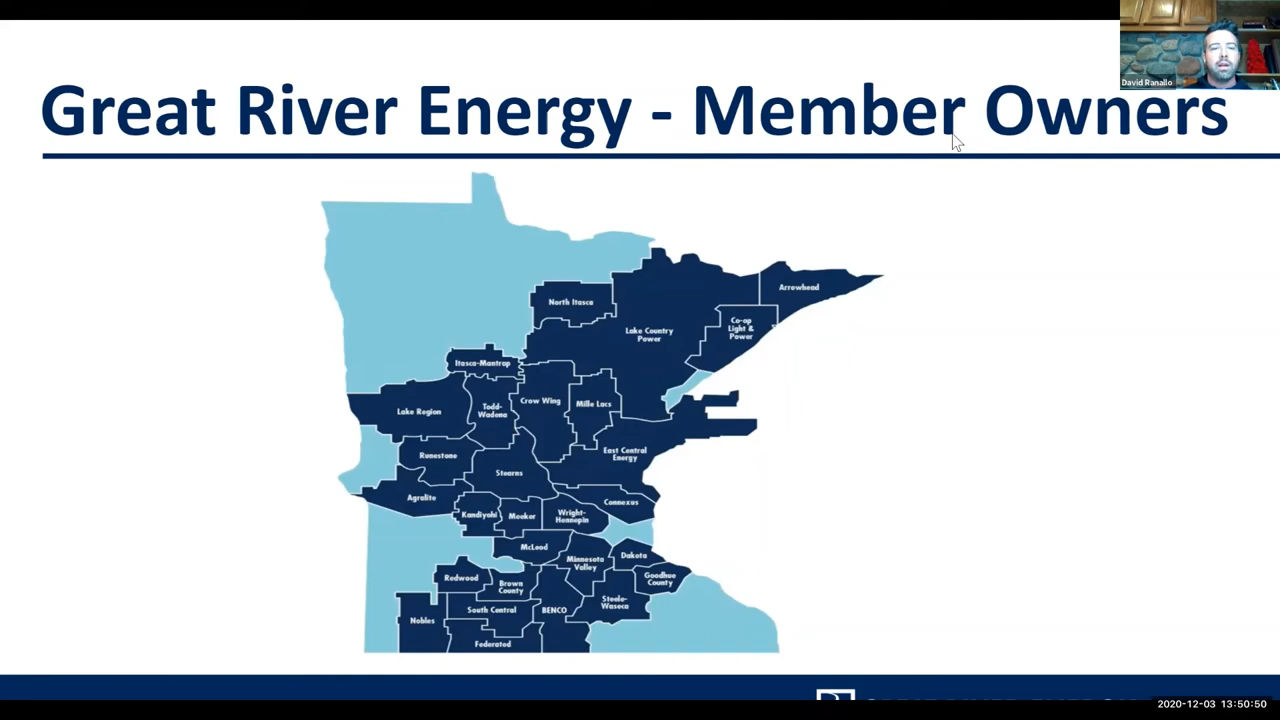 David Ranallo
Great River Energy - Member Owners
Arrowhead
North Itasca
Co-op
Light &
Power
Lake Country
Power
Itasca-Mantrap
Crow Wing
Mille Lacs
Lake Region
Todd-
Wadena
East Central
Energy
Runestone
Stearns
Agralite
Connexus
Kandiyohi
Meeker
Wright-
Hennepin
McLeod
Minnesota
Valley
Dakota
Redwood
Brown
County
Goodhue
County
Steele-
Waseca
South Central
BENCO
Nobles
Federated
2020-12-03 13:50:50